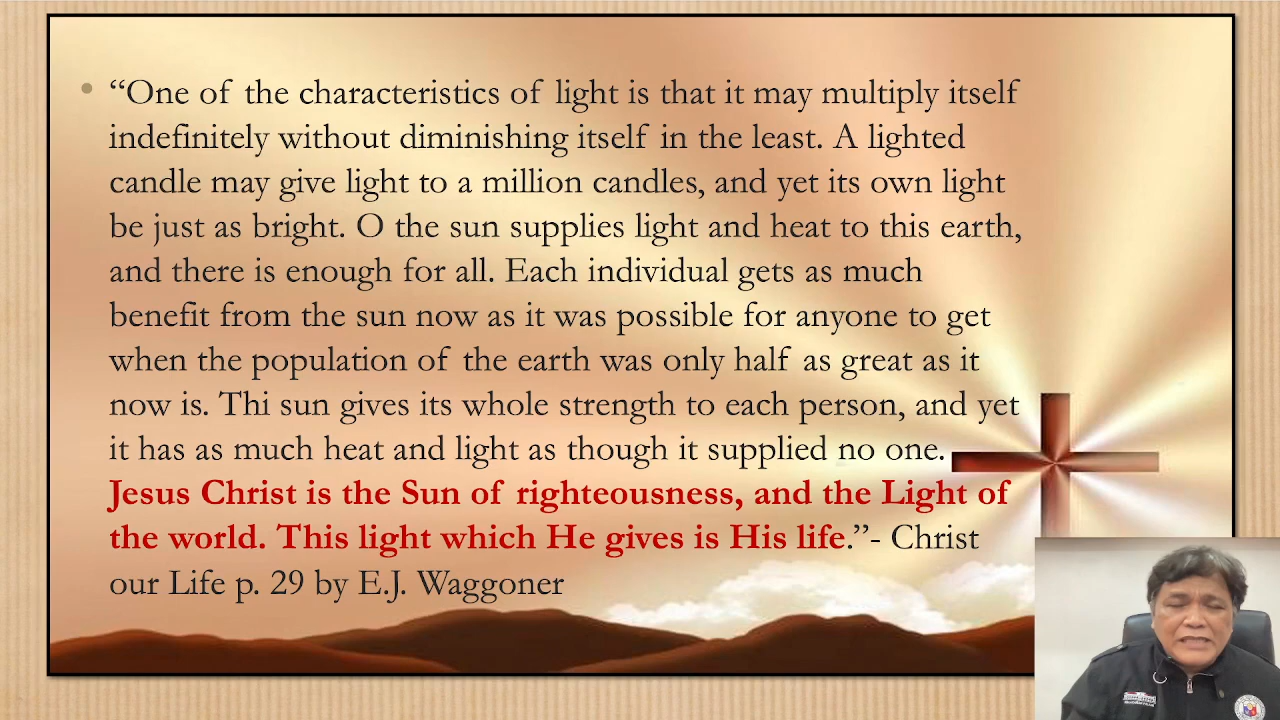 • “One of the characteristics of light is that it may multiply itself
indefinitely without diminishing itself in the least. A lighted
candle may give light to a million candles, and yet its own light
be just as bright. O the sun supplies light and heat to this earth,
and there is enough for all. Each individual gets as much
benefit from the sun now as it was possible for anyone to get
when the population of the earth was only half as great as it
now is. Thi sun gives its whole strength to each person, and yet
it has as much heat and light as though it supplied no one.
Jesus Christ is the Sun of righteousness, and the Light of
the world. This light which He gives is His life.”- Christ
our Life p. 29 by E.J. Waggoner